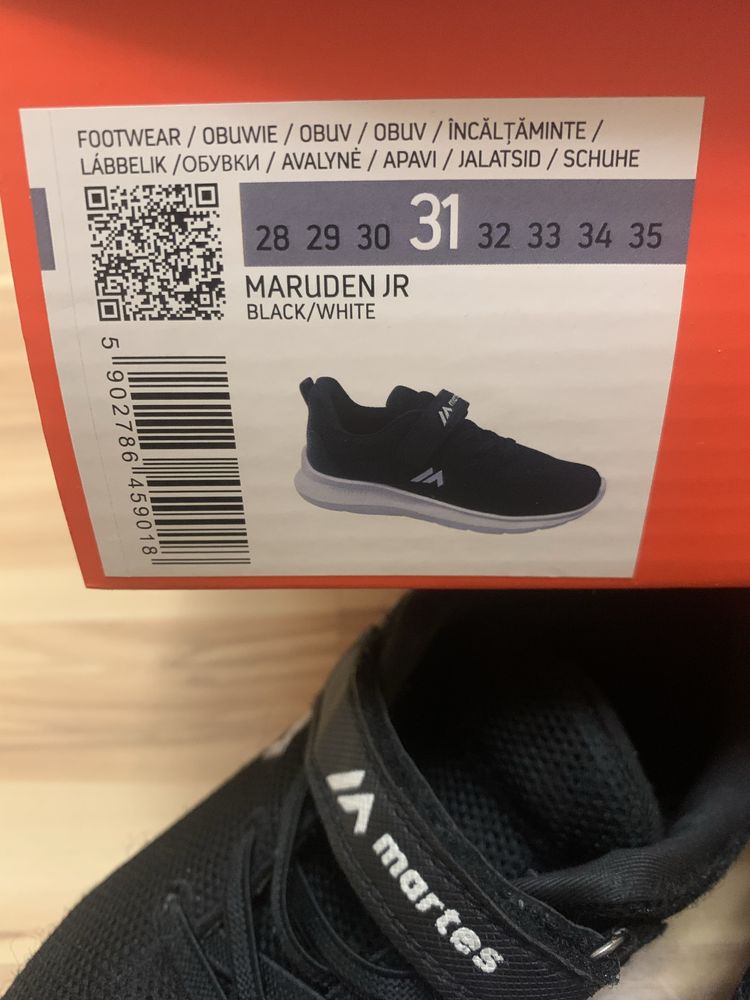 FOOTWEAR / OBUWIE / OBUV / OBUV / ÎNCĂLȚĂMINTE /
LÁBBELIK /ОБУВКИ / AVALYNĖ / APAVI / JALATSID / SCHUHE
28 29 30 31 32 33 34 35
MARUDEN JR
BLACK/WHITE
5 902786 459018
martes
martes